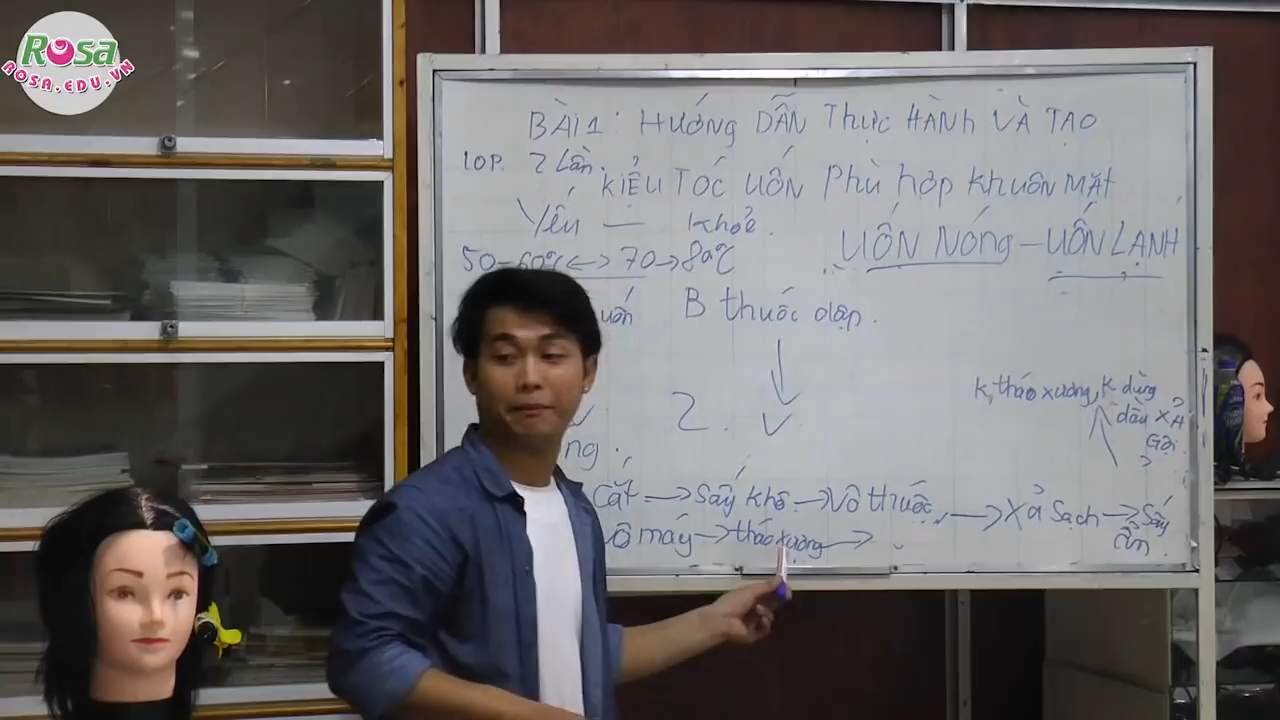 Rosa
ROSA.EDU.VN
BÀI 1: HƯỚNG DẪN THỰC HÀNH VÀ TẠO
KIỂU TÓC UỐN PHÙ HỢP KHUÔN MẶT
2 Lần.
Yếu — khoẻ.
50-60°C <-> 70 -> 80°C
UỐN NÓNG - UỐN LẠNH
uốn B thuốc dập.
2. V
K tháo xương, K dùng
dầu XẢ
Gội
?
ng.
Cắt -> Sấy khô -> Vô thuốc -> Xả Sạch -> Sấy
ẩm.
Vô máy -> tháo xương ->